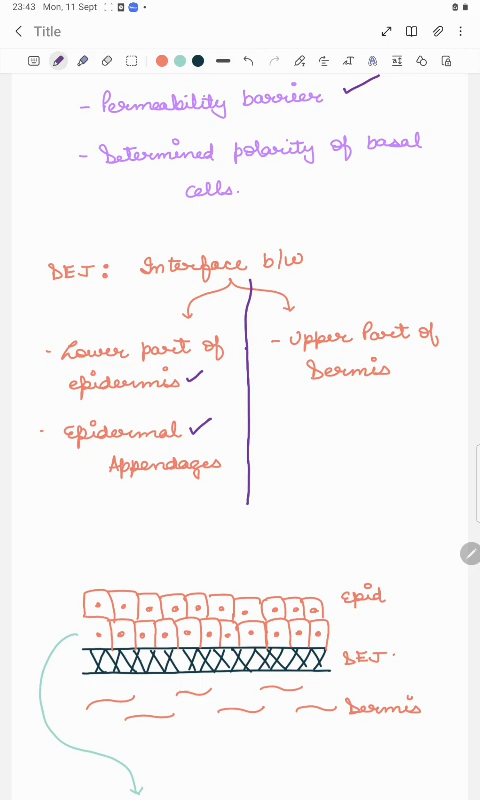 23:43 Mon, 11 Sept
Title
- Permeability barrier
- Determined polarity of basal
cells.
DEJ : Interface b/w
- Lower part of
epidermis
- Epidermal
Appendages
- Upper Part of
Dermis
Epid
DEJ.
Dermis